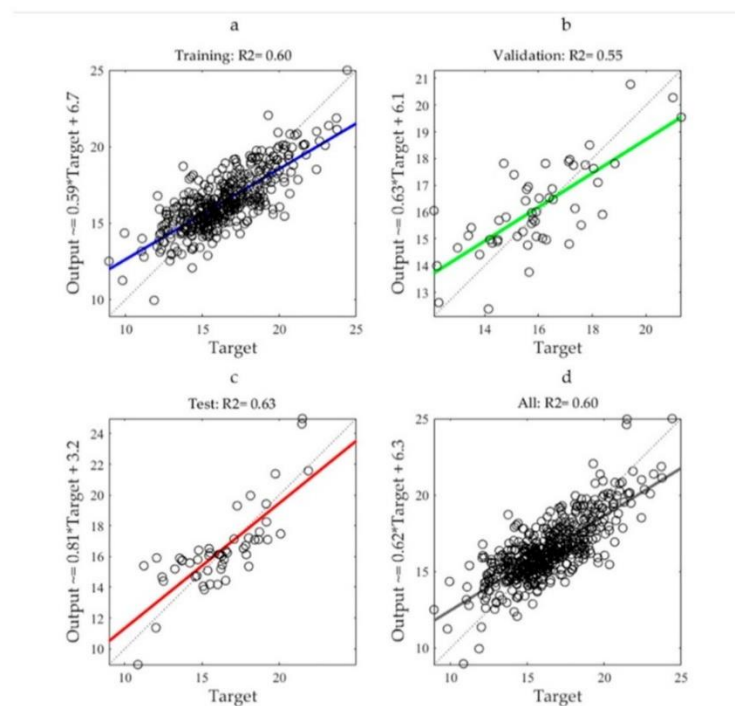 a
Training: R2= 0.60
Output ~= 0.59*Target + 6.7
25
20
15
10
10 15 20 25
Target
b
Validation: R2= 0.55
Output ~= 0.63*Target + 6.1
21
20
19
18
17
16
15
14
13
14 16 18 20
Target
c
Test: R2= 0.63
Output ~= 0.81*Target + 3.2
24
22
20
18
16
14
12
10
10 15 20
Target
d
All: R2= 0.60
Output ~= 0.62*Target + 6.3
25
20
15
10
10 15 20 25
Target